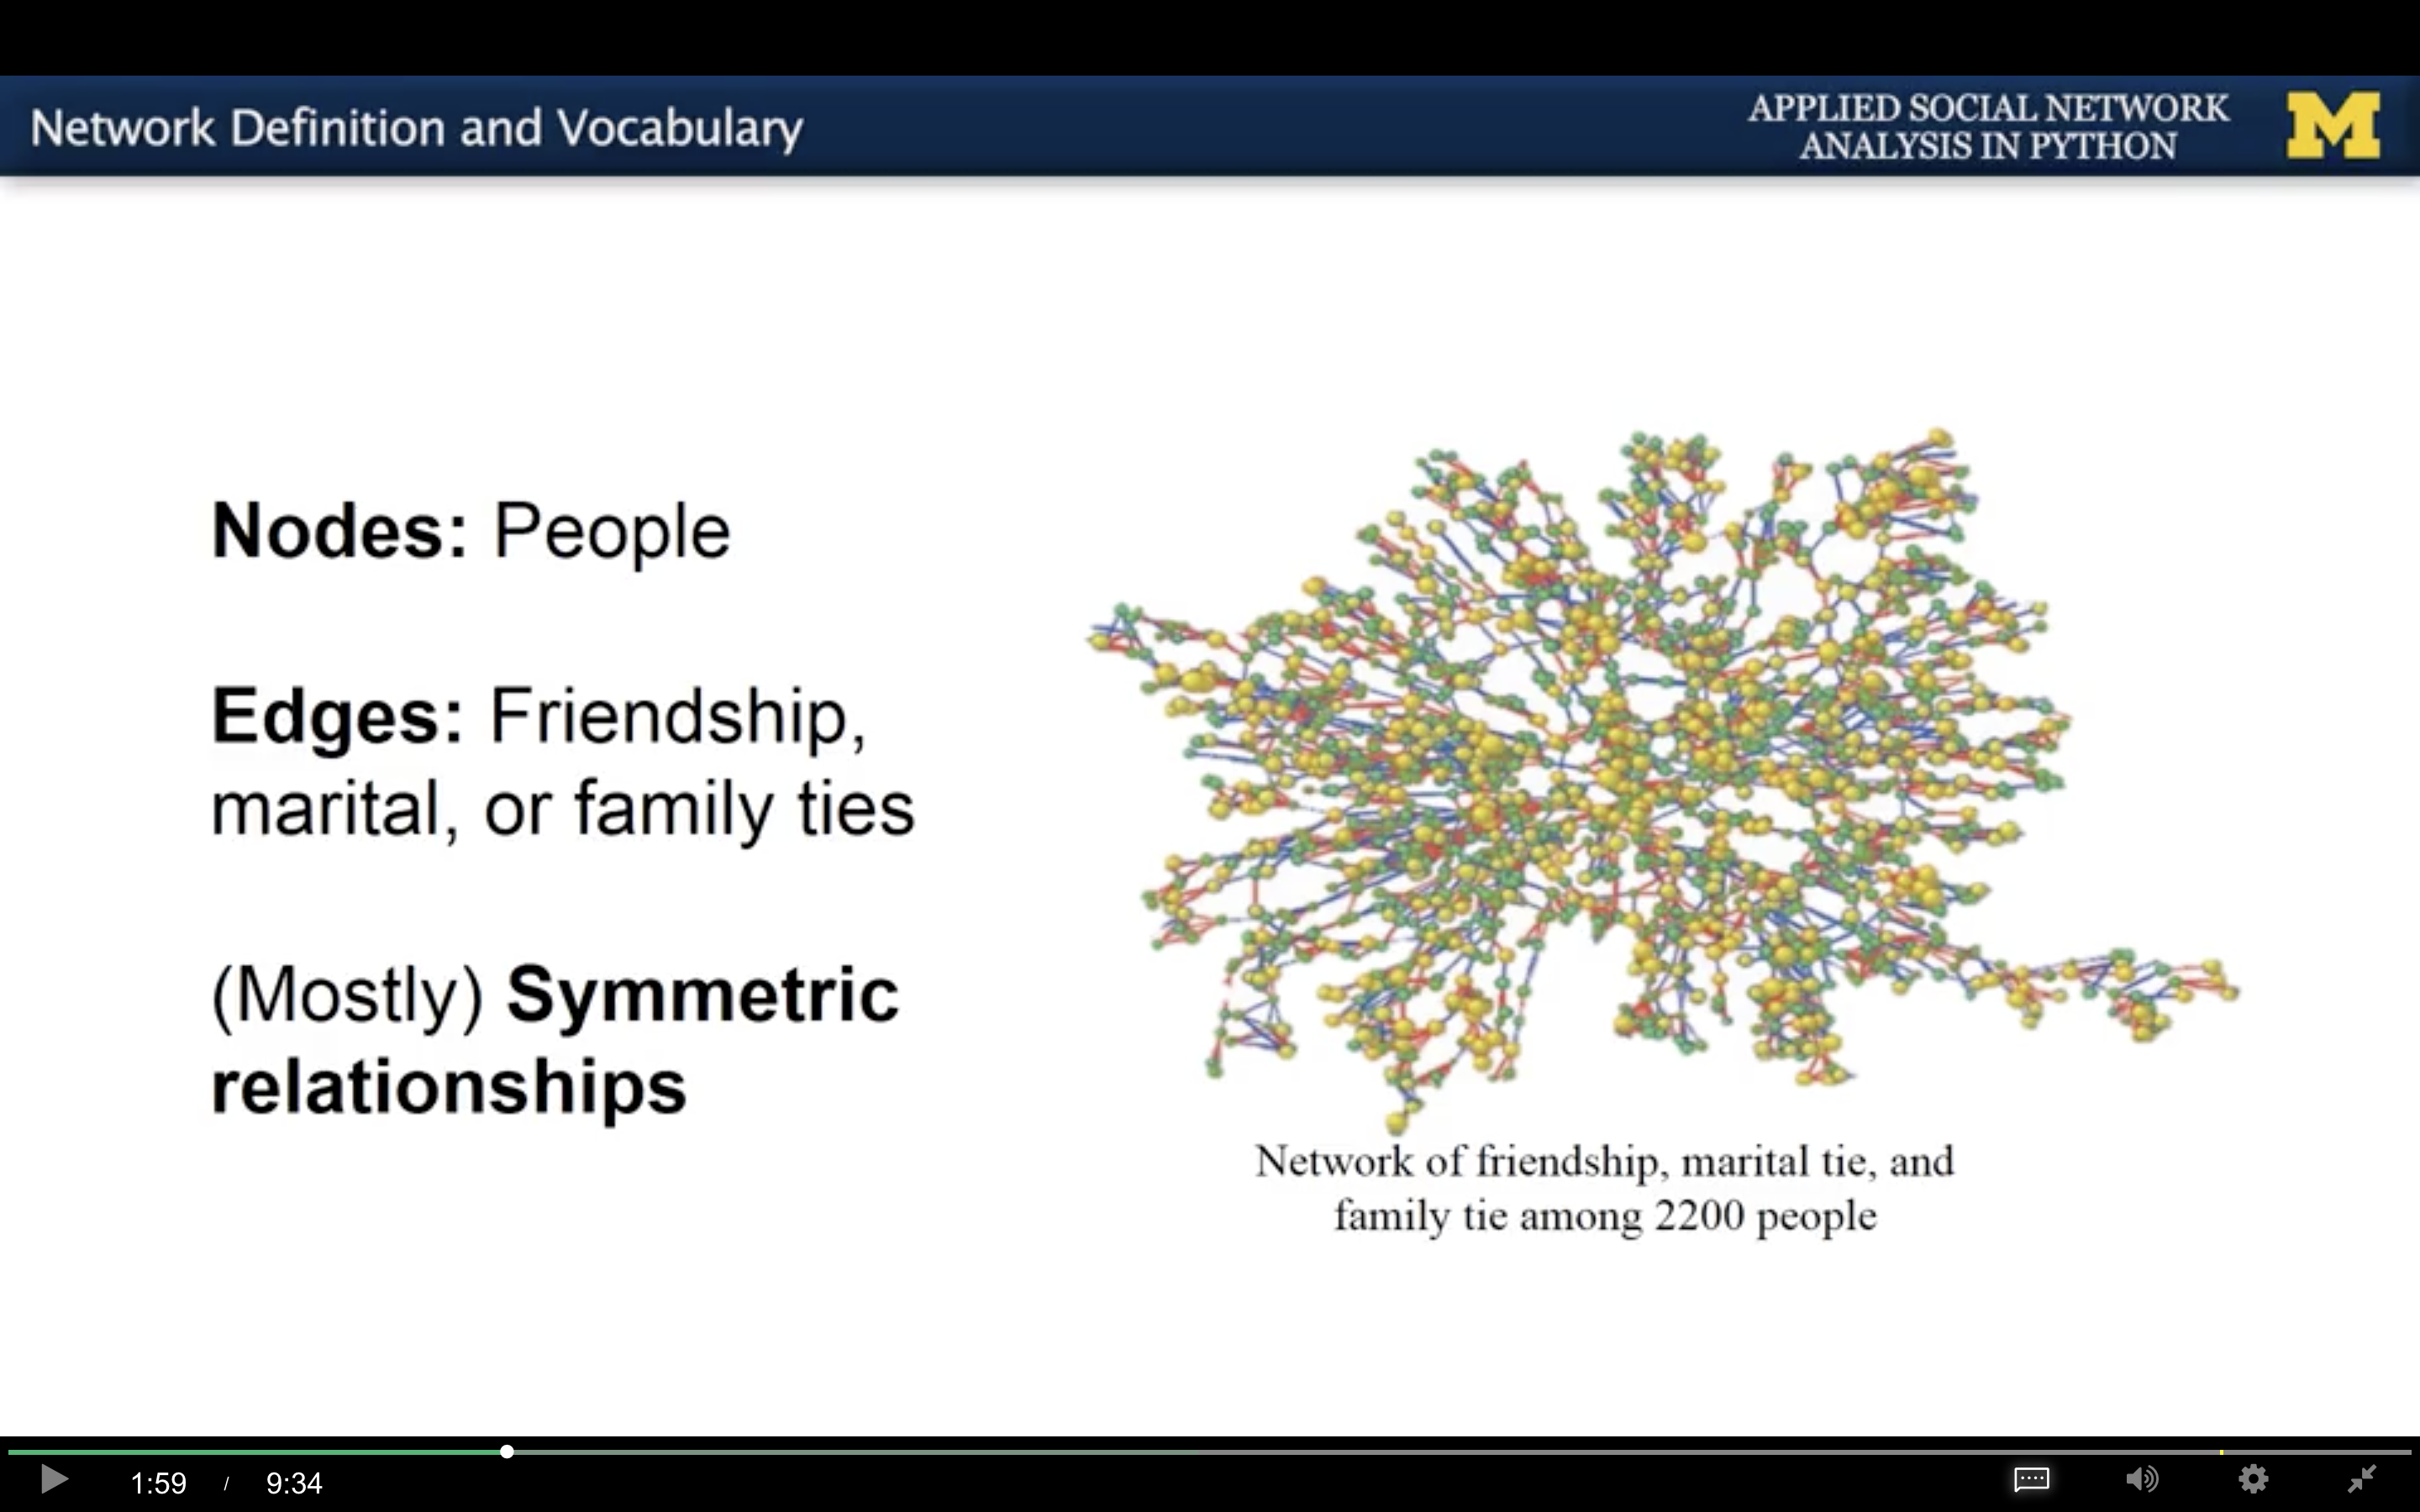 Network Definition and Vocabulary
APPLIED SOCIAL NETWORK
ANALYSIS IN PYTHON
M
Nodes: People
Edges: Friendship,
marital, or family ties
(Mostly) Symmetric
relationships
Network of friendship, marital tie, and
family tie among 2200 people
1:59 / 9:34